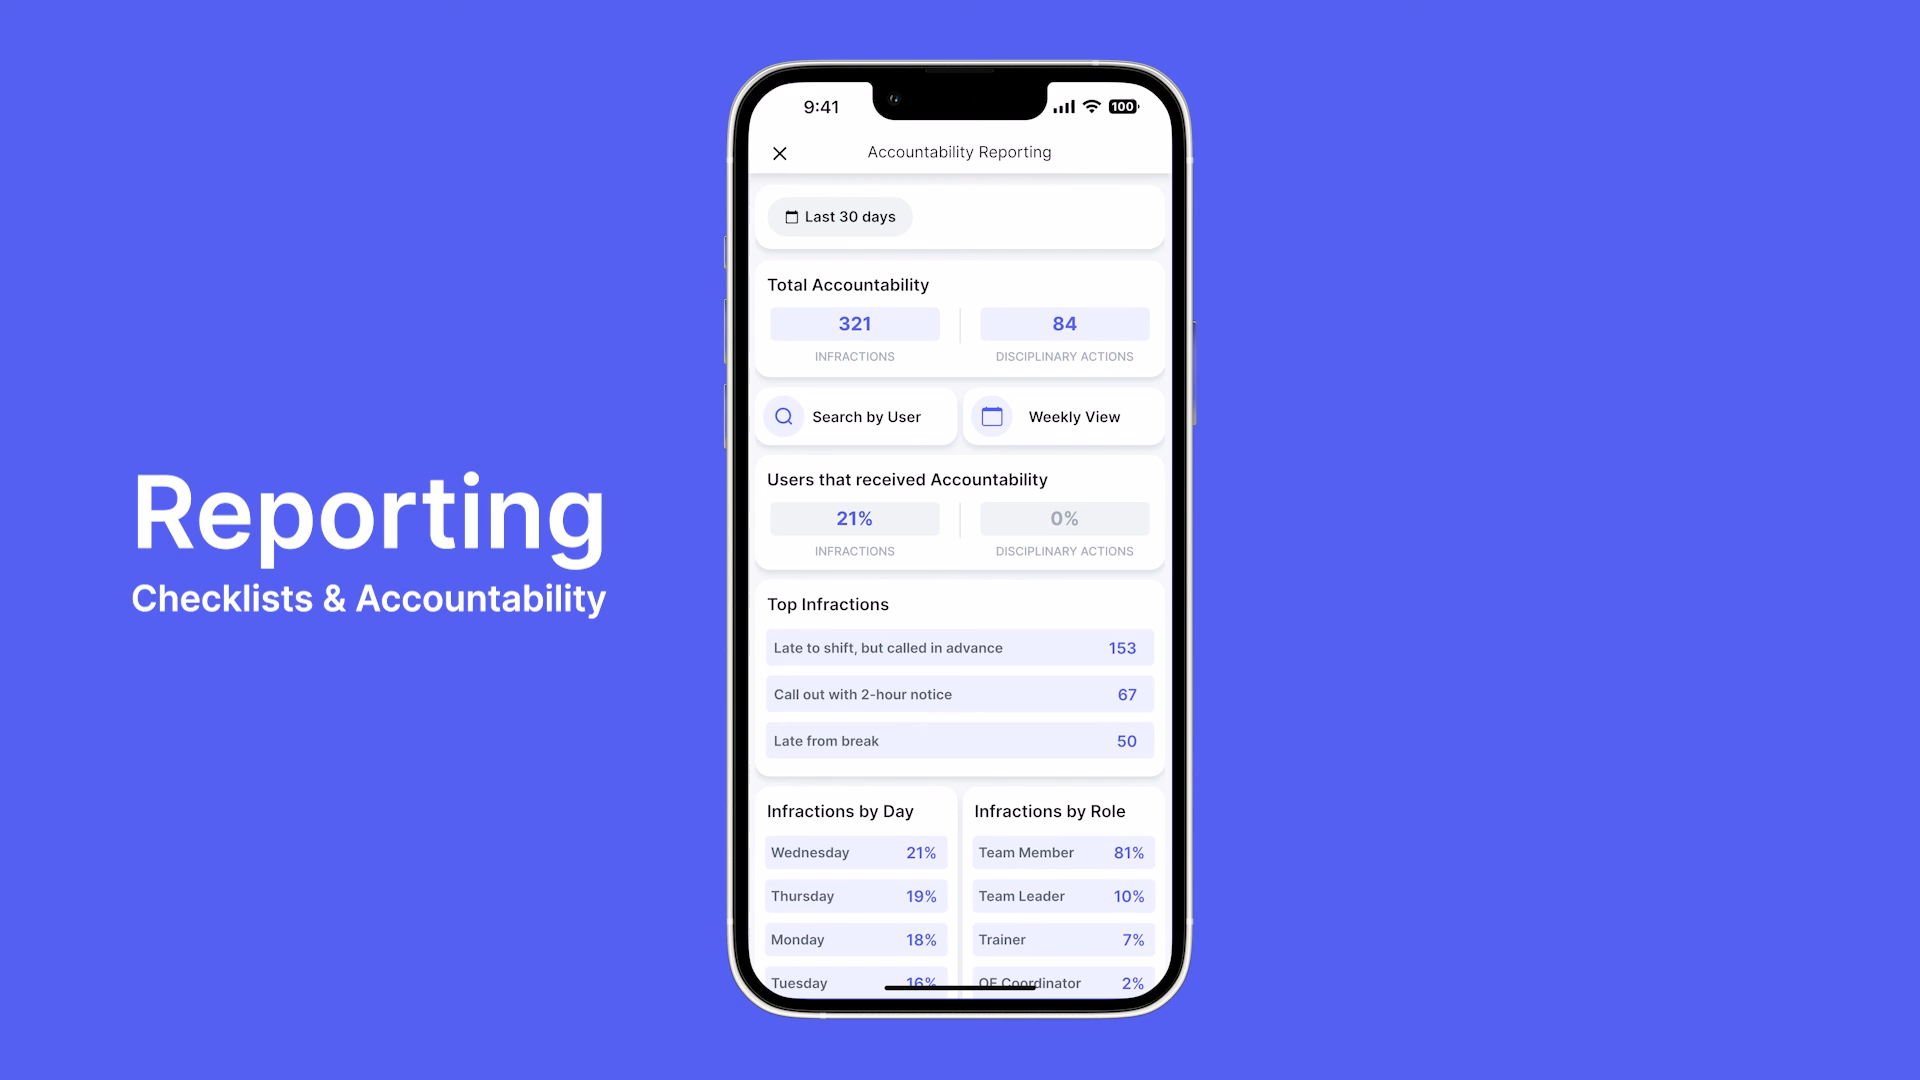 Reporting
Checklists & Accountability
9:41
100
Accountability Reporting
Last 30 days
Total Accountability
321 84
INFRACTIONS DISCIPLINARY ACTIONS
Search by User Weekly View
Users that received Accountability
21% 0%
INFRACTIONS DISCIPLINARY ACTIONS
Top Infractions
Late to shift, but called in advance 153
Call out with 2-hour notice 67
Late from break 50
Infractions by Day Infractions by Role
Wednesday 21% Team Member 81%
Thursday 19% Team Leader 10%
Monday 18% Trainer 7%
Tuesday 16% Coordinator 2%